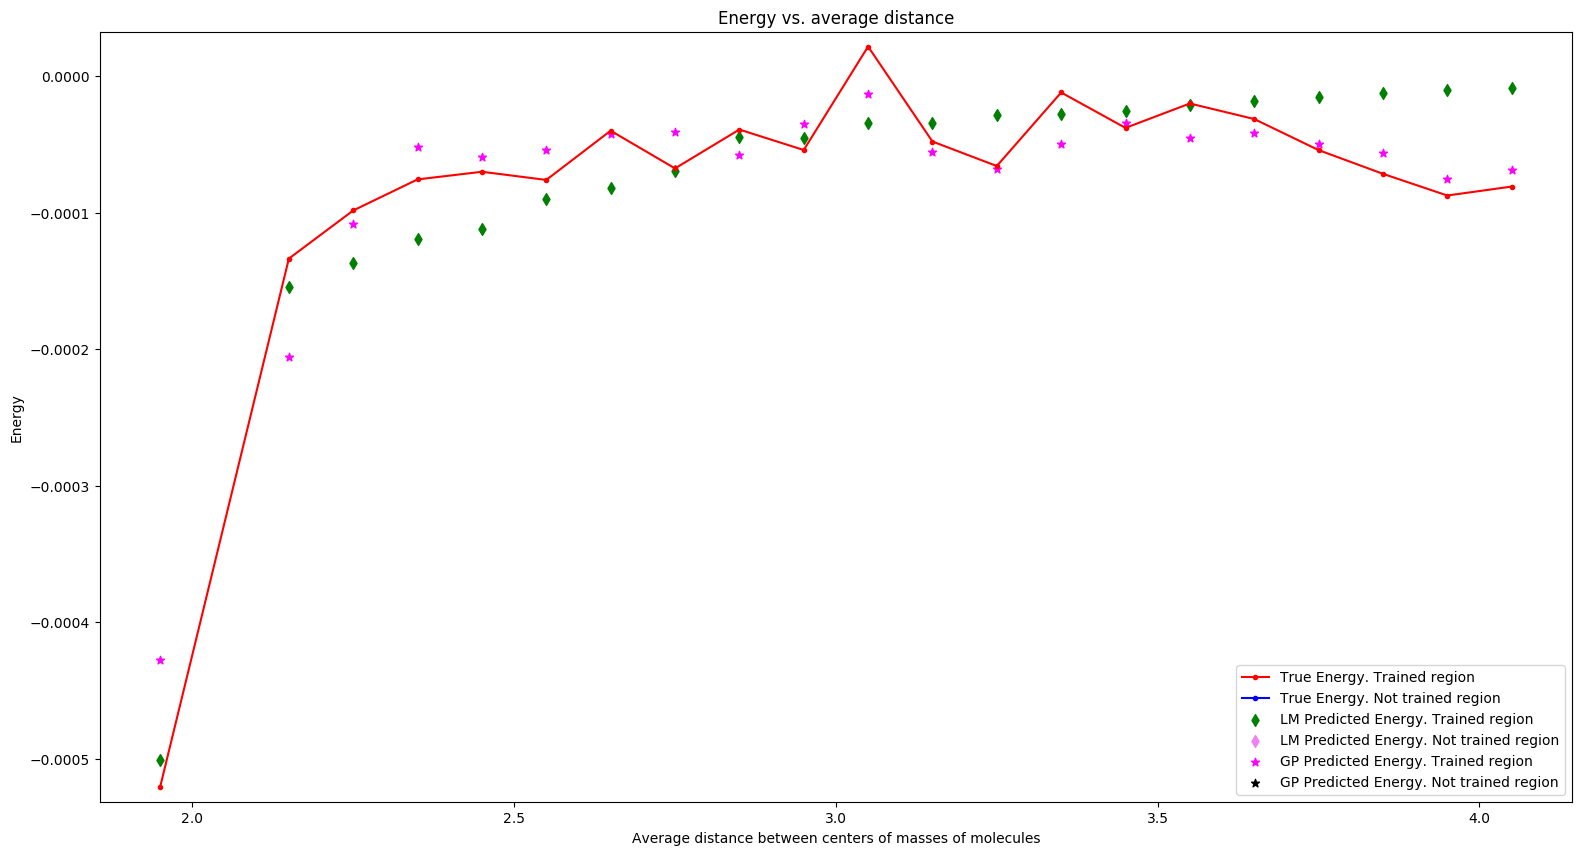 Energy vs. average distance
0.0000
−0.0001
−0.0002
−0.0003
−0.0004
−0.0005
Energy
2.0
2.5
3.0
3.5
4.0
Average distance between centers of masses of molecules
True Energy. Trained region
True Energy. Not trained region
LM Predicted Energy. Trained region
LM Predicted Energy. Not trained region
GP Predicted Energy. Trained region
GP Predicted Energy. Not trained region